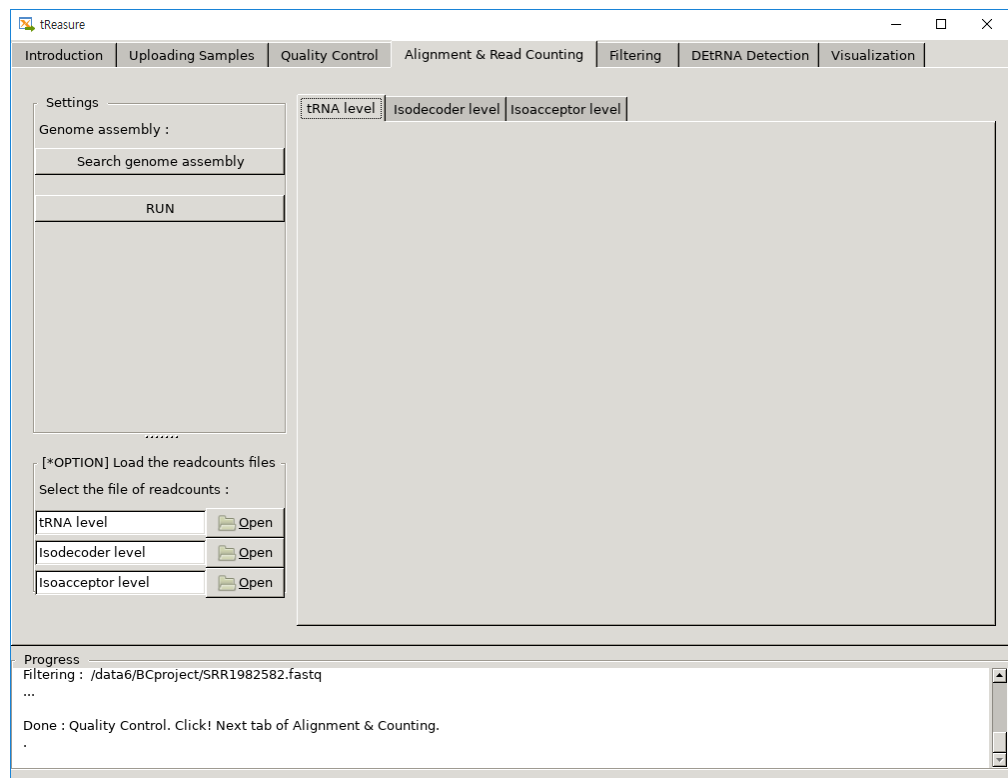 tReasure
Introduction Uploading Samples Quality Control Alignment & Read Counting Filtering DEtRNA Detection Visualization
Settings
Genome assembly :
Search genome assembly
RUN
tRNA level Isodecoder level Isoacceptor level
[*OPTION] Load the readcounts files
Select the file of readcounts :
tRNA level Open
Isodecoder level Open
Isoacceptor level Open
Progress
Filtering : /data6/BCproject/SRR1982582.fastq
...
Done : Quality Control. Click! Next tab of Alignment & Counting.
.